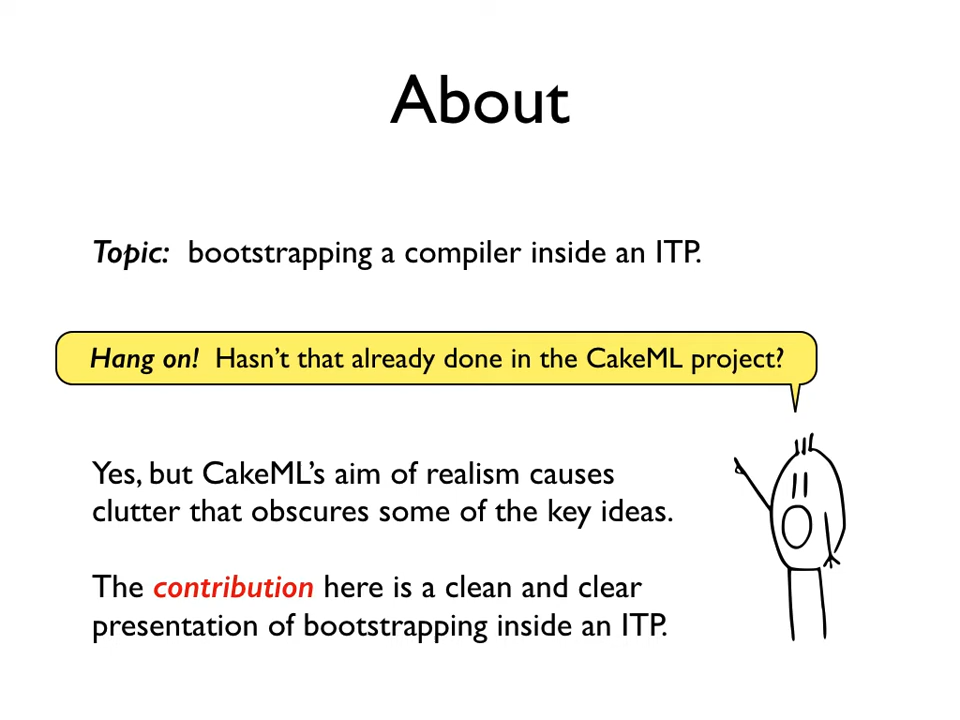 About
Topic: bootstrapping a compiler inside an ITP.
Hang on! Hasn't that already done in the CakeML project?
Yes, but CakeML's aim of realism causes
clutter that obscures some of the key ideas.
The contribution here is a clean and clear
presentation of bootstrapping inside an ITP.